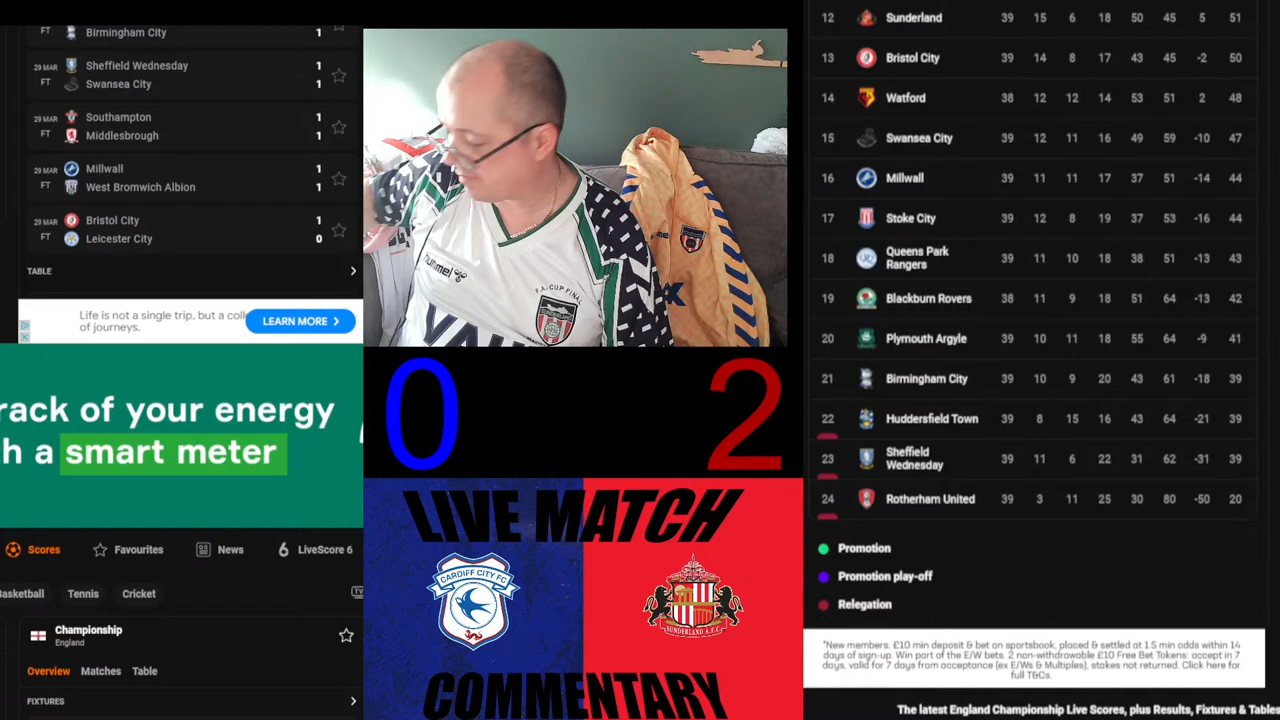 Birmingham City 1
FT
29 MAR Sheffield Wednesday 1
FT Swansea City 1
29 MAR Southampton 1
FT Middlesbrough 1
29 MAR Millwall 1
FT West Bromwich Albion 1
29 MAR Bristol City 1
FT Leicester City 0
TABLE
Life is not a single trip, but a coll
of journeys.
LEARN MORE
rack of your energy
h a smart meter
Scores Favourites News 6 LiveScore 6
Basketball Tennis Cricket
Championship
England
Overview Matches Table
FIXTURES
hummel
F.A. CUP FINAL
0 2
LIVE MATCH
CARDIFF CITY FC
SUNDERLAND A.F.C
COMMENTARY
12 Sunderland 39 15 6 18 50 45 5 51
13 Bristol City 39 14 8 17 43 45 -2 50
14 Watford 38 12 12 14 53 51 2 48
15 Swansea City 39 12 11 16 49 59 -10 47
16 Millwall 39 11 11 17 37 51 -14 44
17 Stoke City 39 12 8 19 37 53 -16 44
18 Queens Park
Rangers 39 11 10 18 38 51 -13 43
19 Blackburn Rovers 38 11 9 18 51 64 -13 42
20 Plymouth Argyle 39 10 11 18 55 64 -9 41
21 Birmingham City 39 10 9 20 43 61 -18 39
22 Huddersfield Town 39 8 15 16 43 64 -21 39
23 Sheffield
Wednesday 39 11 6 22 31 62 -31 39
24 Rotherham United 39 3 11 25 30 80 -50 20
Promotion
Promotion play-off
Relegation
*New members. £10 min deposit & bet on sportsbook, placed & settled at 1.5 min odds within 14
days of sign-up. Win part of the E/W bets. 2 non-withdrawable £10 Free Bet Tokens: accept in 7
days, valid for 7 days from acceptance (ex E/Ws & Multiples), stakes not returned. Click here for
full T&Cs.
The latest England Championship Live Scores, plus Results, Fixtures & Tables